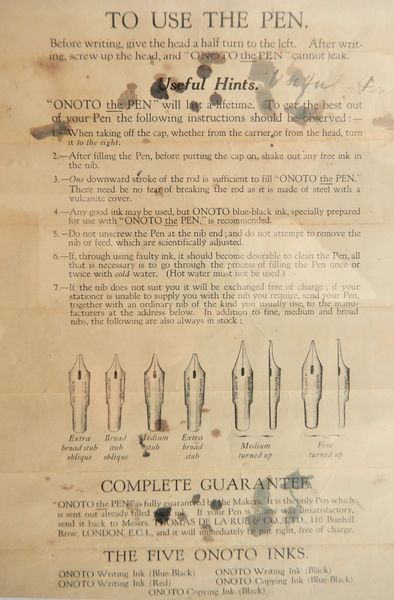 TO USE THE PEN.
Before writing, give the head a half turn to the left. After writ-
ing, screw up the head, and "ONOTO the PEN" cannot leak.
Useful Hints.
"ONOTO the PEN" will last a lifetime. To get the best out
of your Pen the following instructions should be observed :—
1.—When taking off the cap, whether from the carrier or from the head, turn
it to the right.
2.—After filling the Pen, before putting the cap on, shake out any free ink in
the nib.
3.—One downward stroke of the rod is sufficient to fill "ONOTO the PEN."
There need be no fear of breaking the rod as it is made of steel with a
vulcanite cover.
4.—Any good ink may be used, but ONOTO blue-black ink, specially prepared
for use with "ONOTO the PEN," is recommended.
5.—Do not unscrew the Pen at the nib end; and do not attempt to remove the
nib or feed, which are scientifically adjusted.
6.—If, through using faulty ink, it should become desirable to clean the Pen, all
that is necessary is to go through the process of filling the Pen once or
twice with cold water. (Hot water must not be used.)
7.—If the nib does not suit you it will be exchanged free of charge; if your
stationer is unable to supply you with the nib you require, send your Pen,
together with an ordinary nib of the kind you usually use, to the manu-
facturers at the address below. In addition to fine, medium and broad
nibs, the following are also always in stock :
Extra broad stub oblique
Broad stub oblique
Medium stub
Extra broad stub
Medium turned up
Fine turned up
COMPLETE GUARANTEE.
"ONOTO the PEN" is fully guaranteed by the Makers. It is the only Pen which
is sent out already filled with ink. If your Pen is in any way unsatisfactory,
send it back to Messrs. THOMAS DE LA RUE & CO. LTD., 110 Bunhill
Row, LONDON, E.C.1., and it will immediately be put right, free of charge.
THE FIVE ONOTO INKS.
ONOTO Writing Ink (Blue-Black) ONOTO Writing Ink (Black)
ONOTO Writing Ink (Red) ONOTO Copying Ink (Blue-Black)
ONOTO Copying Ink (Black)